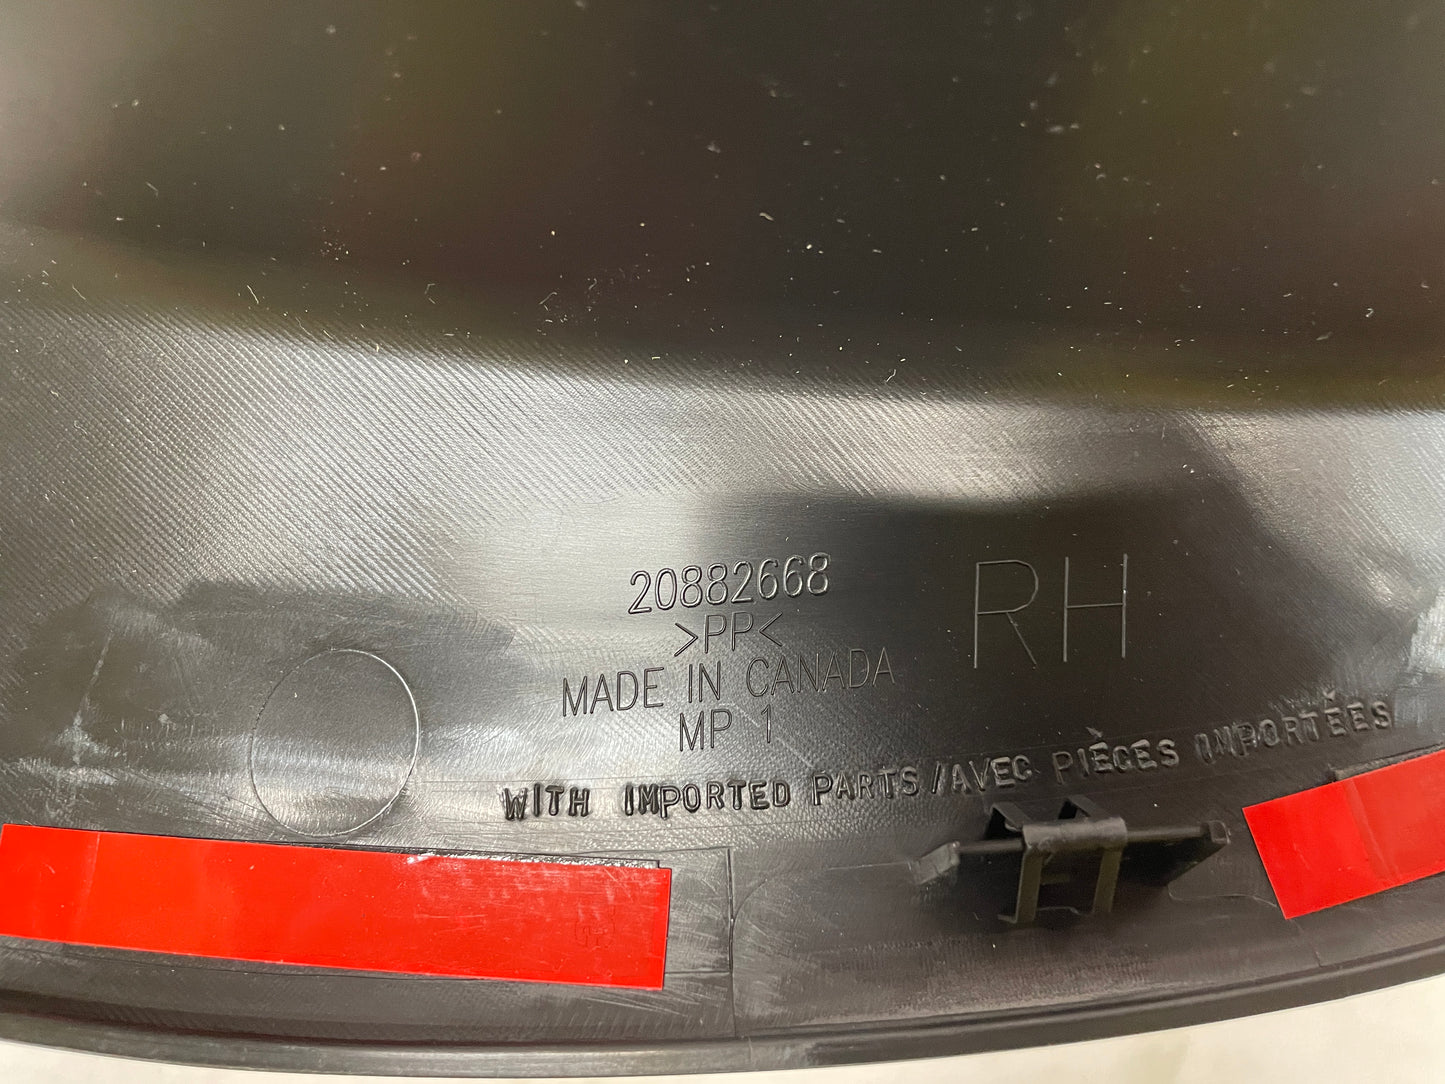 20882668
>PP<
MADE IN CANADA
MP 1
RH
WITH IMPORTED PARTS/AVEC PIÈCES IMPORTÉES